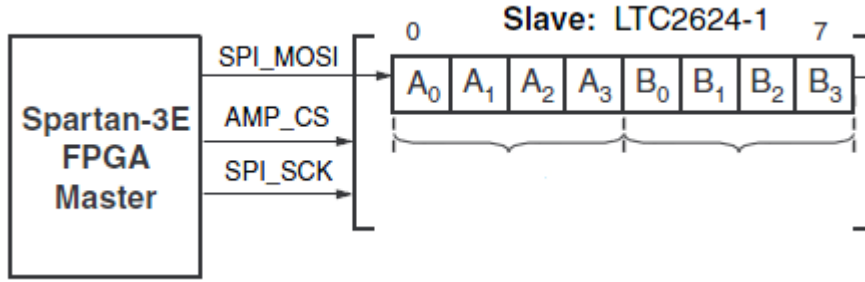 Slave: LTC2624-1
0 7
SPI_MOSI
A0 A1 A2 A3 B0 B1 B2 B3
Spartan-3E
FPGA
Master
AMP_CS
SPI_SCK